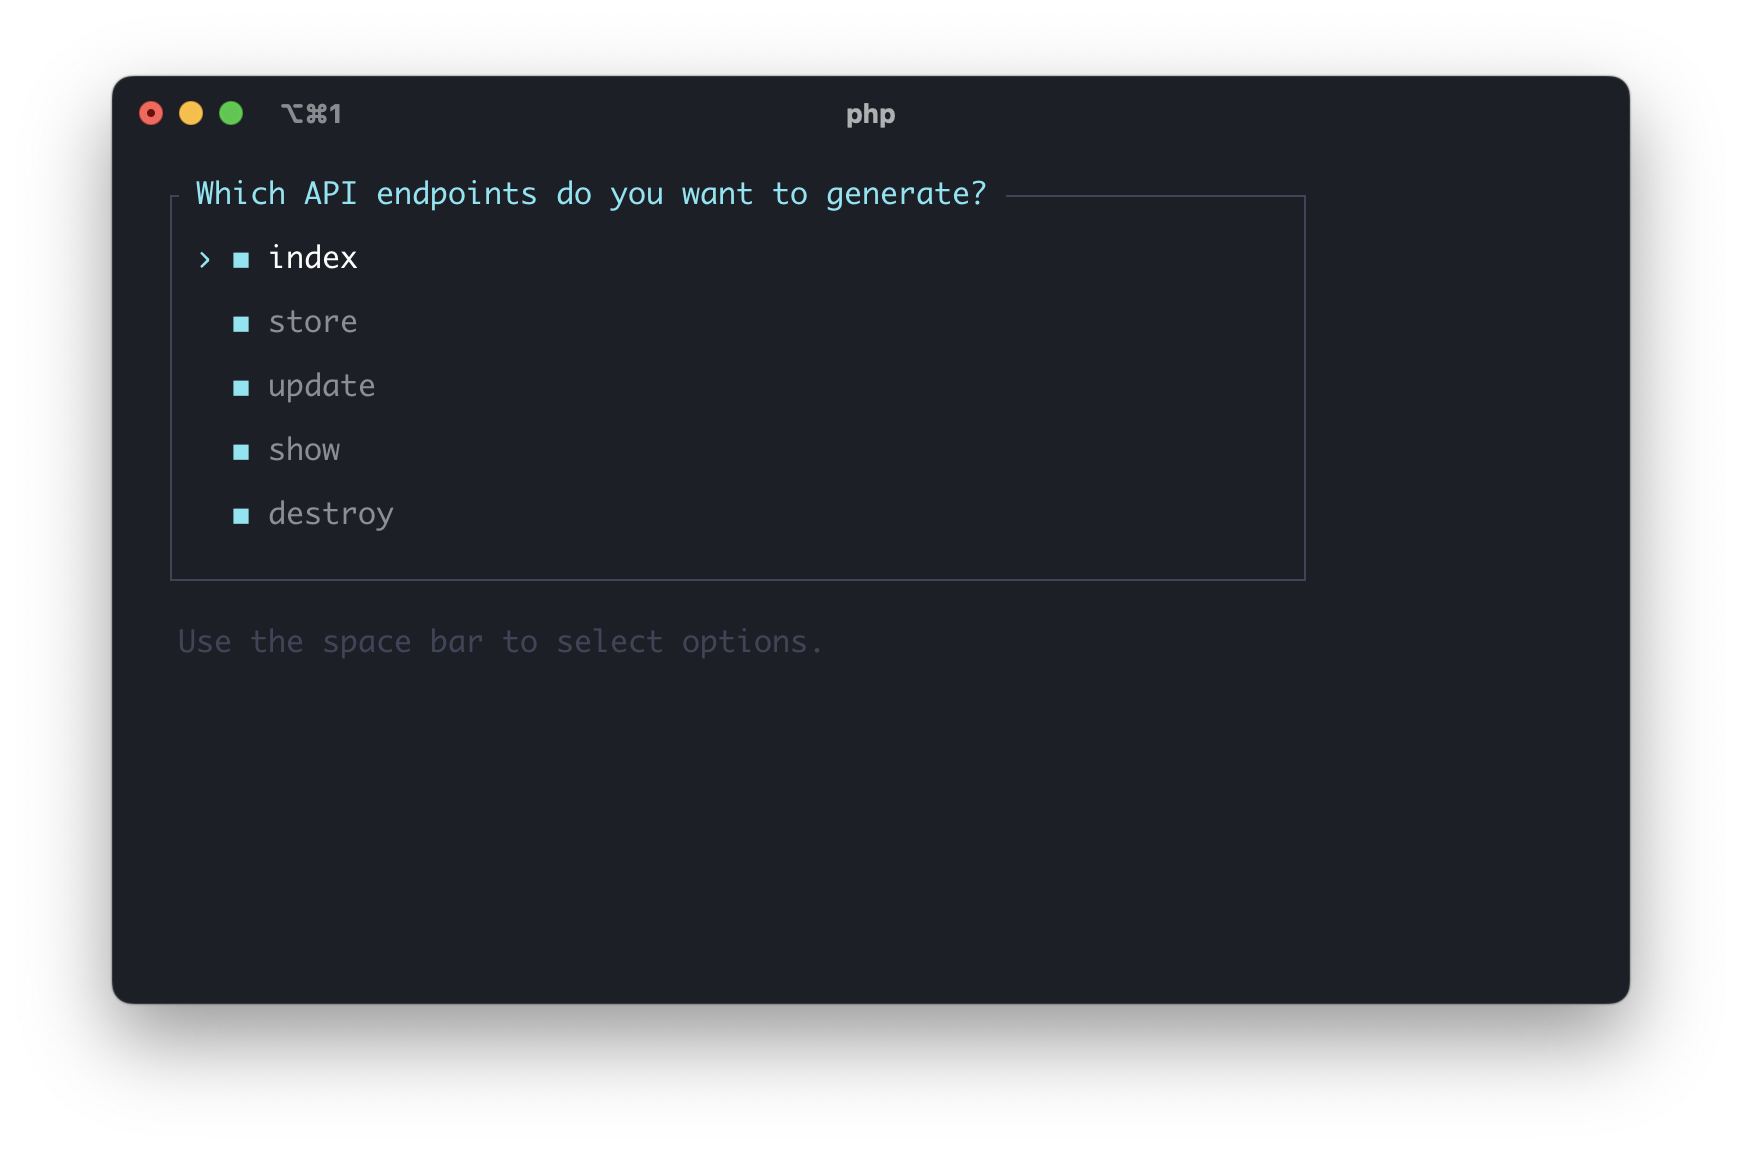 ⌥⌘1 php
Which API endpoints do you want to generate?
› ■ index
■ store
■ update
■ show
■ destroy
Use the space bar to select options.